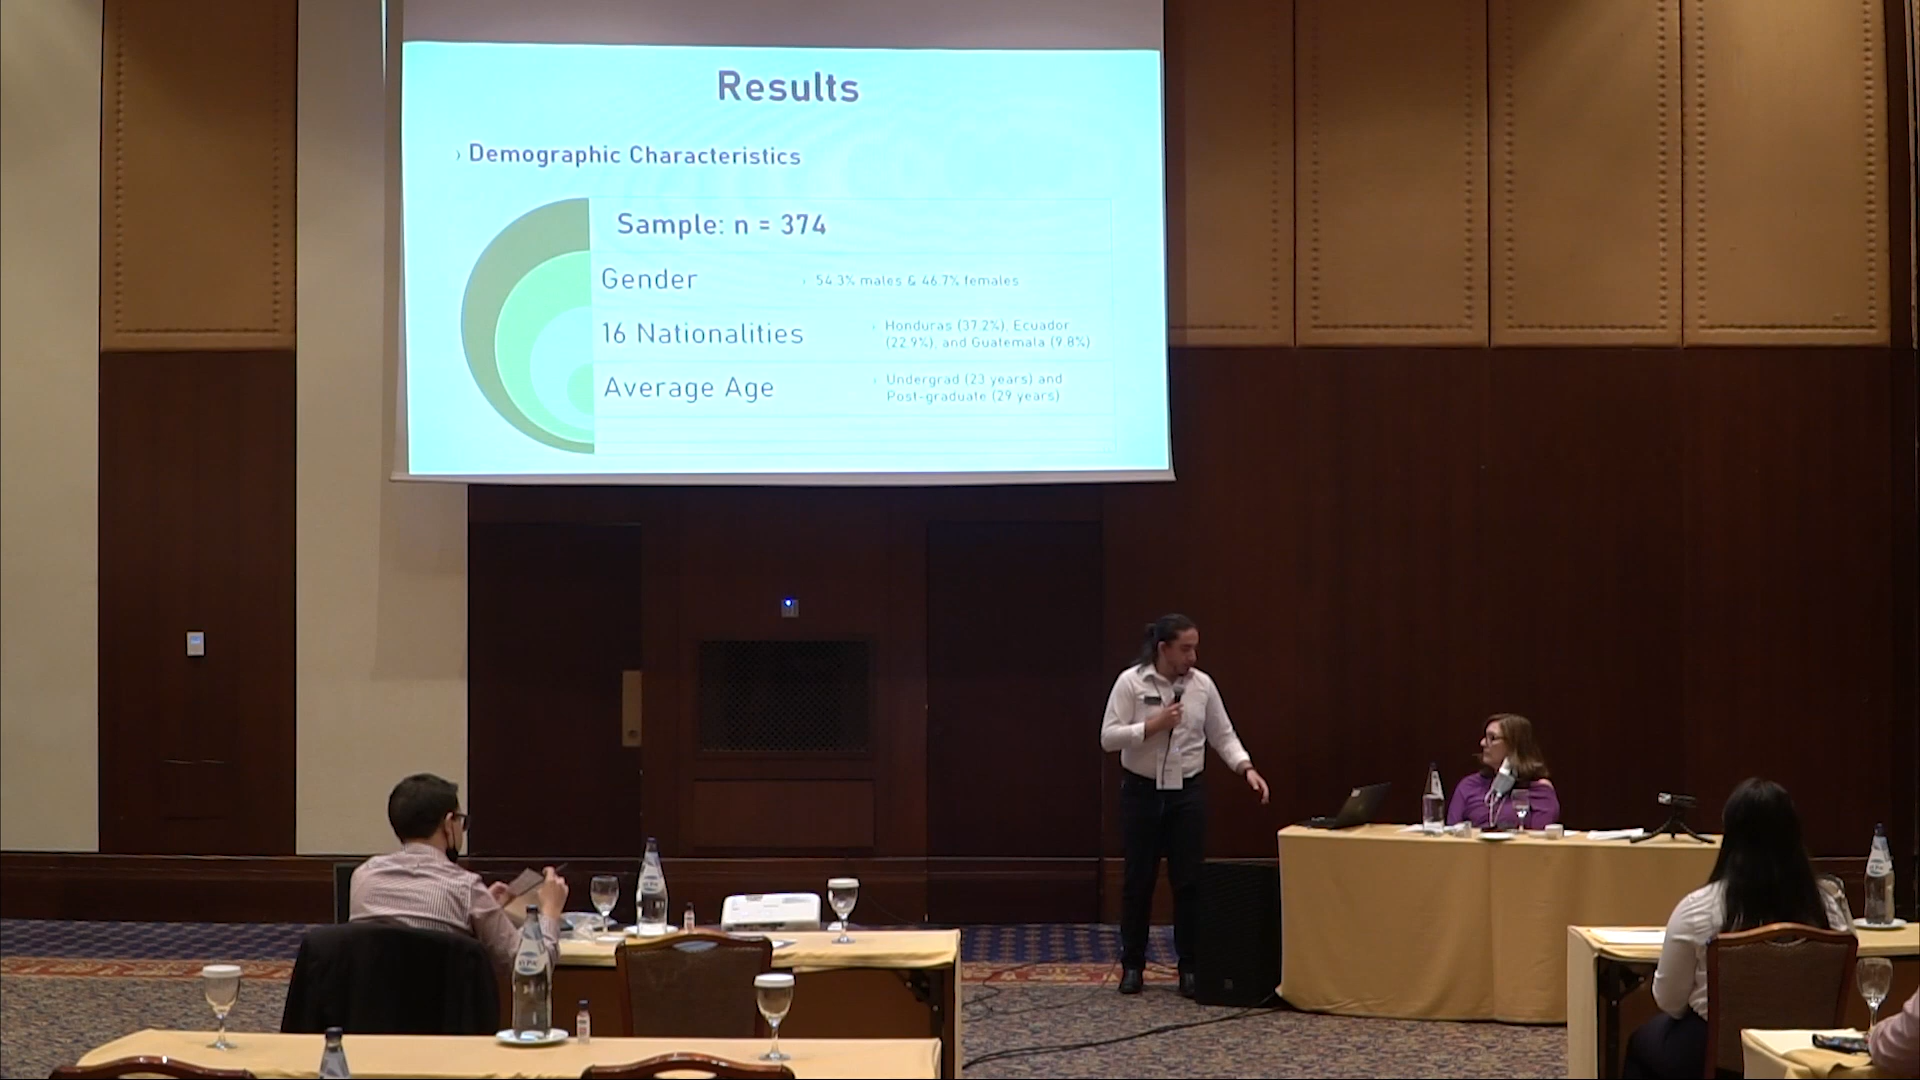 Results
› Demographic Characteristics
Sample: n = 374
Gender
› 54.3% males & 46.7% females
16 Nationalities
› Honduras (37.2%), Ecuador
(22.9%), and Guatemala (9.8%)
Average Age
› Undergrad (23 years) and
Post-graduate (29 years)